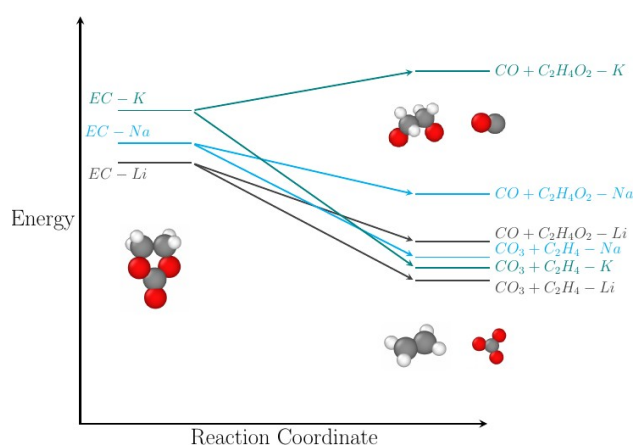 CO + C₂H₄O₂ − K
EC − K
EC − Na
EC − Li
CO + C₂H₄O₂ − Na
Energy
CO + C₂H₄O₂ − Li
CO₃ + C₂H₄ − Na
CO₃ + C₂H₄ − K
CO₃ + C₂H₄ − Li
Reaction Coordinate